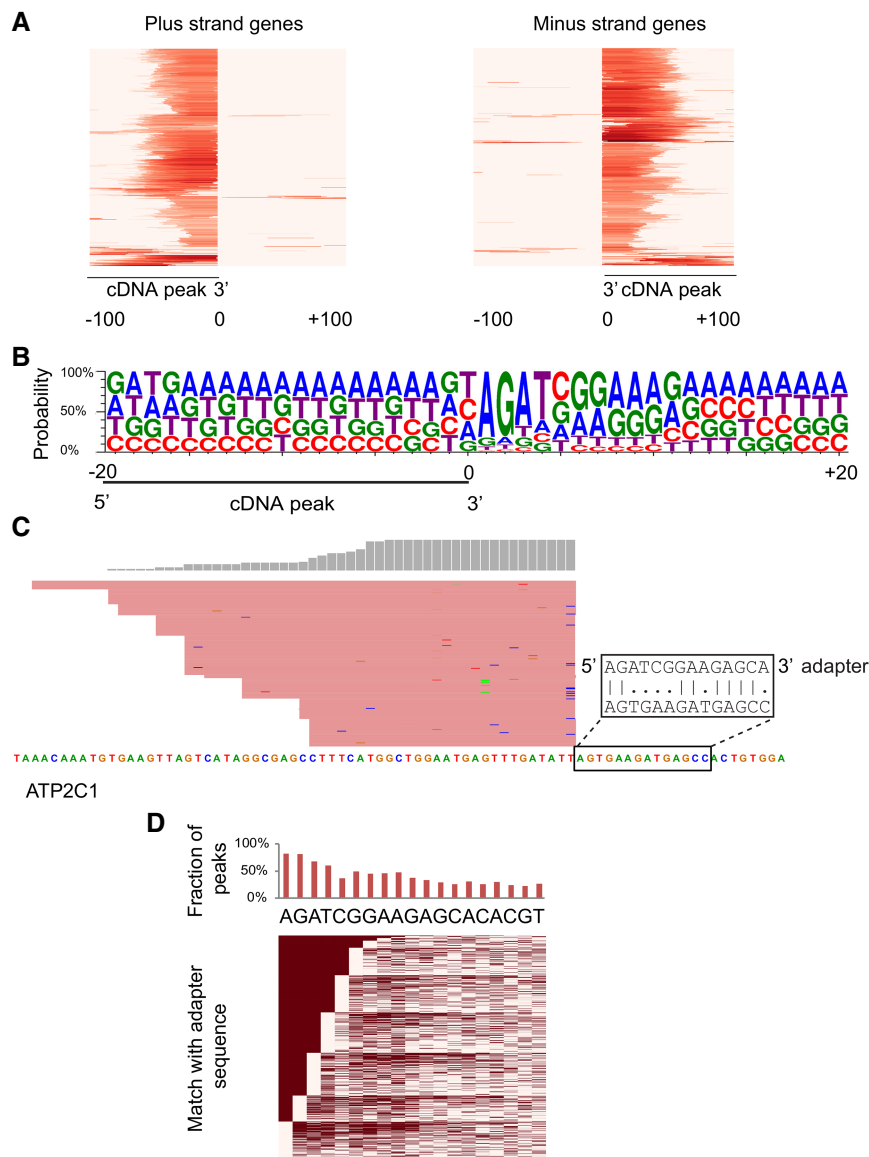 A
Plus strand genes
Minus strand genes
cDNA peak 3’
3’ cDNA peak
-100 0 +100
-100 0 +100
B
Probability
100%
50%
0%
GATGAAAAAAAAAAAAAAGTAGATCGGAAAGAAAAAAAAA
-20 0 +20
5’ cDNA peak 3’
C
5’ AGATCGGAAGAGCA 3’ adapter
AGTGAAGATGAGCC
TAAACAAATGTGAAGTTAGTCATAGGCGAGCCTTTCATGGCTGGAATGAGTTTGATATTAGTGAAGATGAGCCACTGTGGA
ATP2C1
D
Fraction of
peaks
100%
50%
0%
AGATCGGAAGAGCACACGT
Match with adapter
sequence